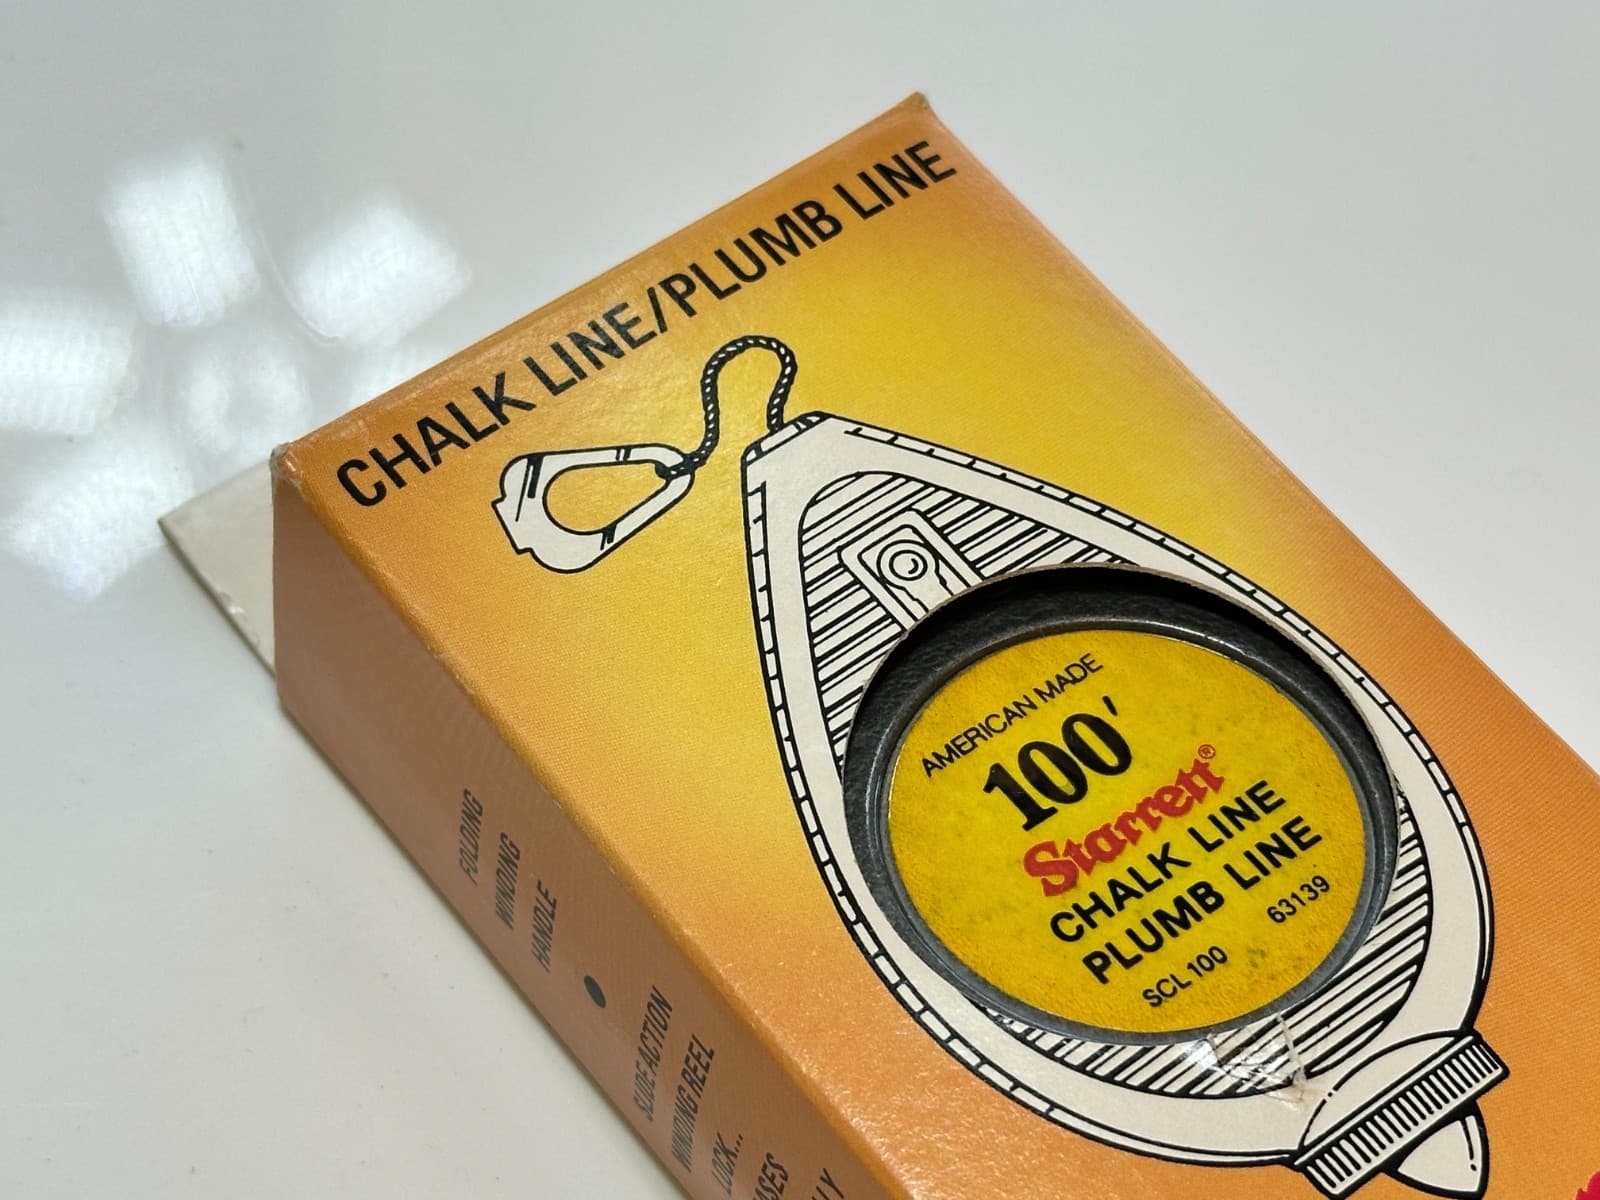 CHALK LINE/PLUMB LINE
AMERICAN MADE
100'
Starrett®
CHALK LINE
PLUMB LINE
63139
SCL 100
FOLDING
WINDING
HANDLE
•
SLIDE ACTION
WINDING REEL
LOCK...